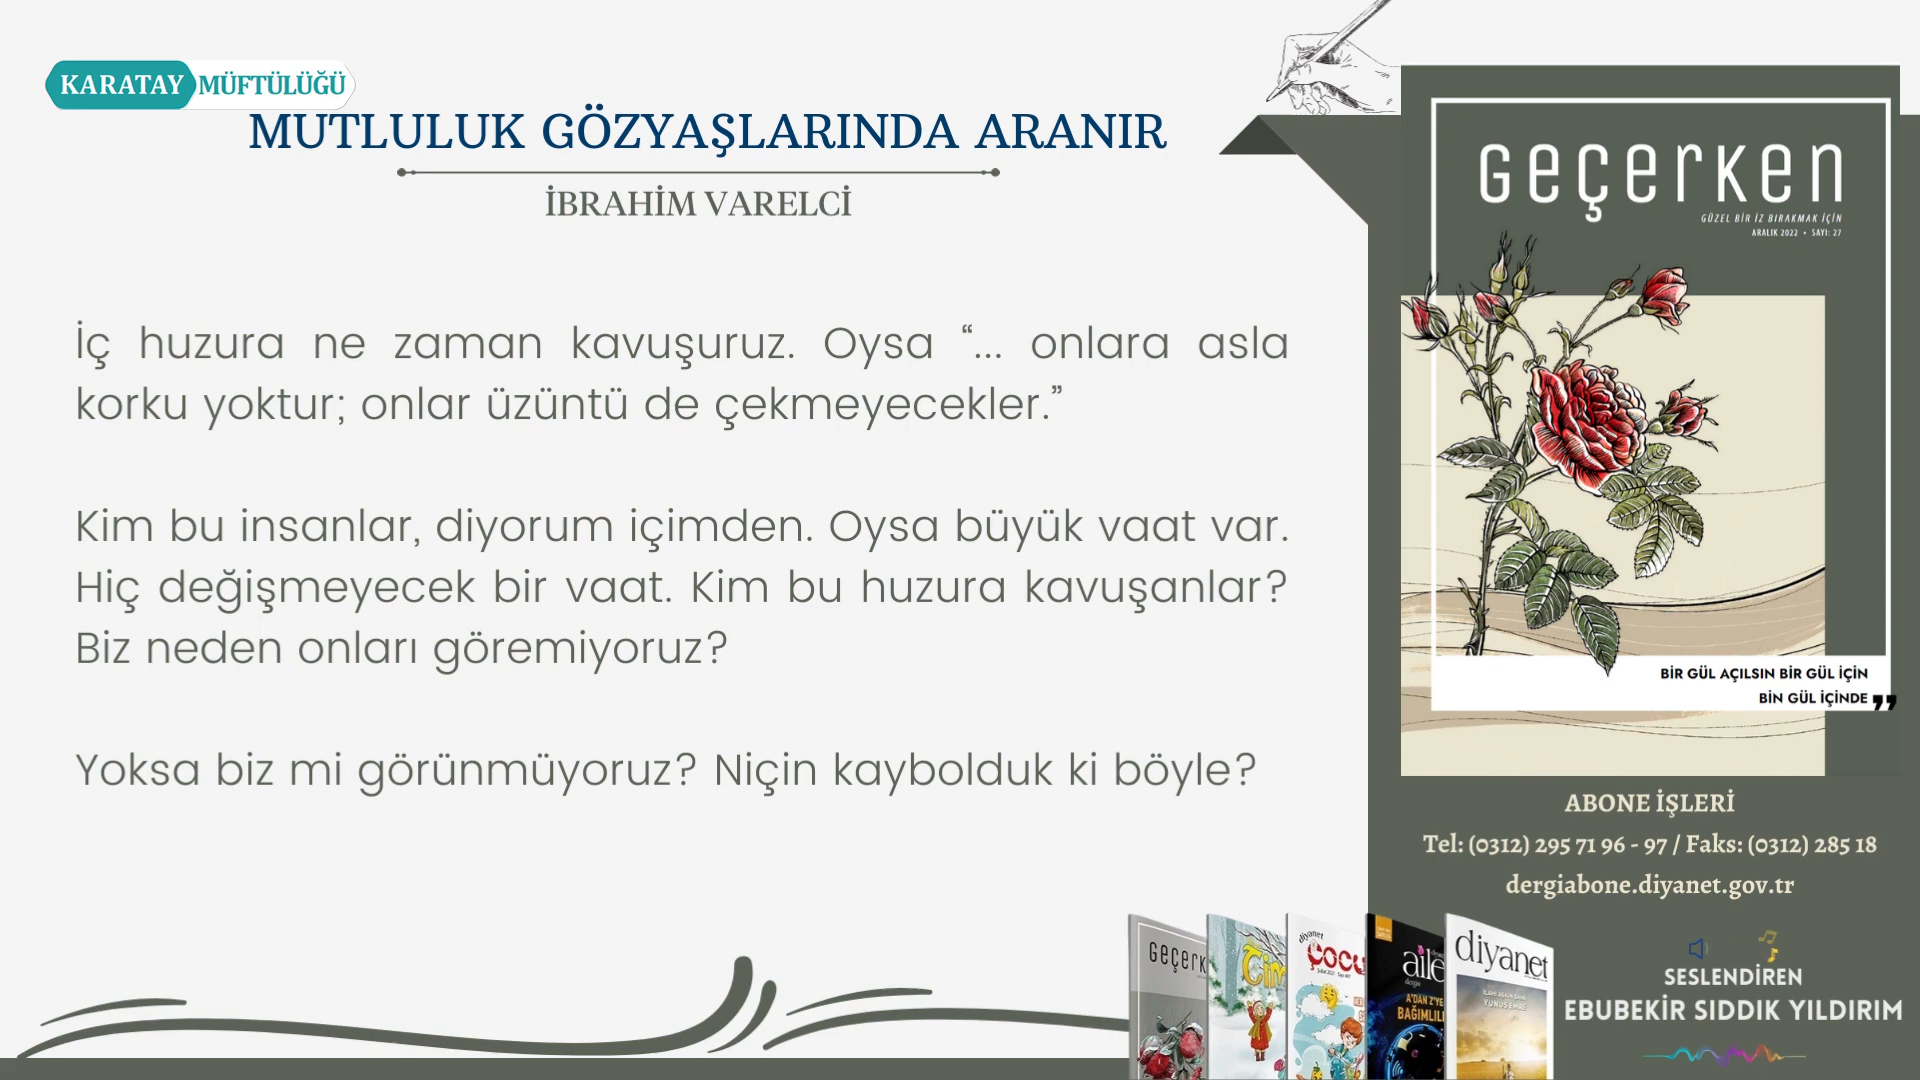 KARATAY MÜFTÜLÜĞÜ
MUTLULUK GÖZYAŞLARINDA ARANIR
İBRAHİM VARELCİ
İç huzura ne zaman kavuşuruz. Oysa “... onlara asla
korku yoktur; onlar üzüntü de çekmeyecekler.”
Kim bu insanlar, diyorum içimden. Oysa büyük vaat var.
Hiç değişmeyecek bir vaat. Kim bu huzura kavuşanlar?
Biz neden onları göremiyoruz?
Yoksa biz mi görünmüyoruz? Niçin kaybolduk ki böyle?
GEÇERKEN
GÜZEL BİR İZ BIRAKMAK İÇİN
ARALIK 2022 • SAYI: 27
BİR GÜL AÇILSIN BİR GÜL İÇİN
BİN GÜL İÇİNDE ”
ABONE İŞLERİ
Tel: (0312) 295 71 96 - 97 / Faks: (0312) 285 18
dergiabone.diyanet.gov.tr
GEÇERK
diyanet
ÇOCU
aile
A'DAN Z'YE
BAĞIMLILI
diyanet
YUNUS EMRE
SESLENDİREN
EBUBEKİR SIDDIK YILDIRIM